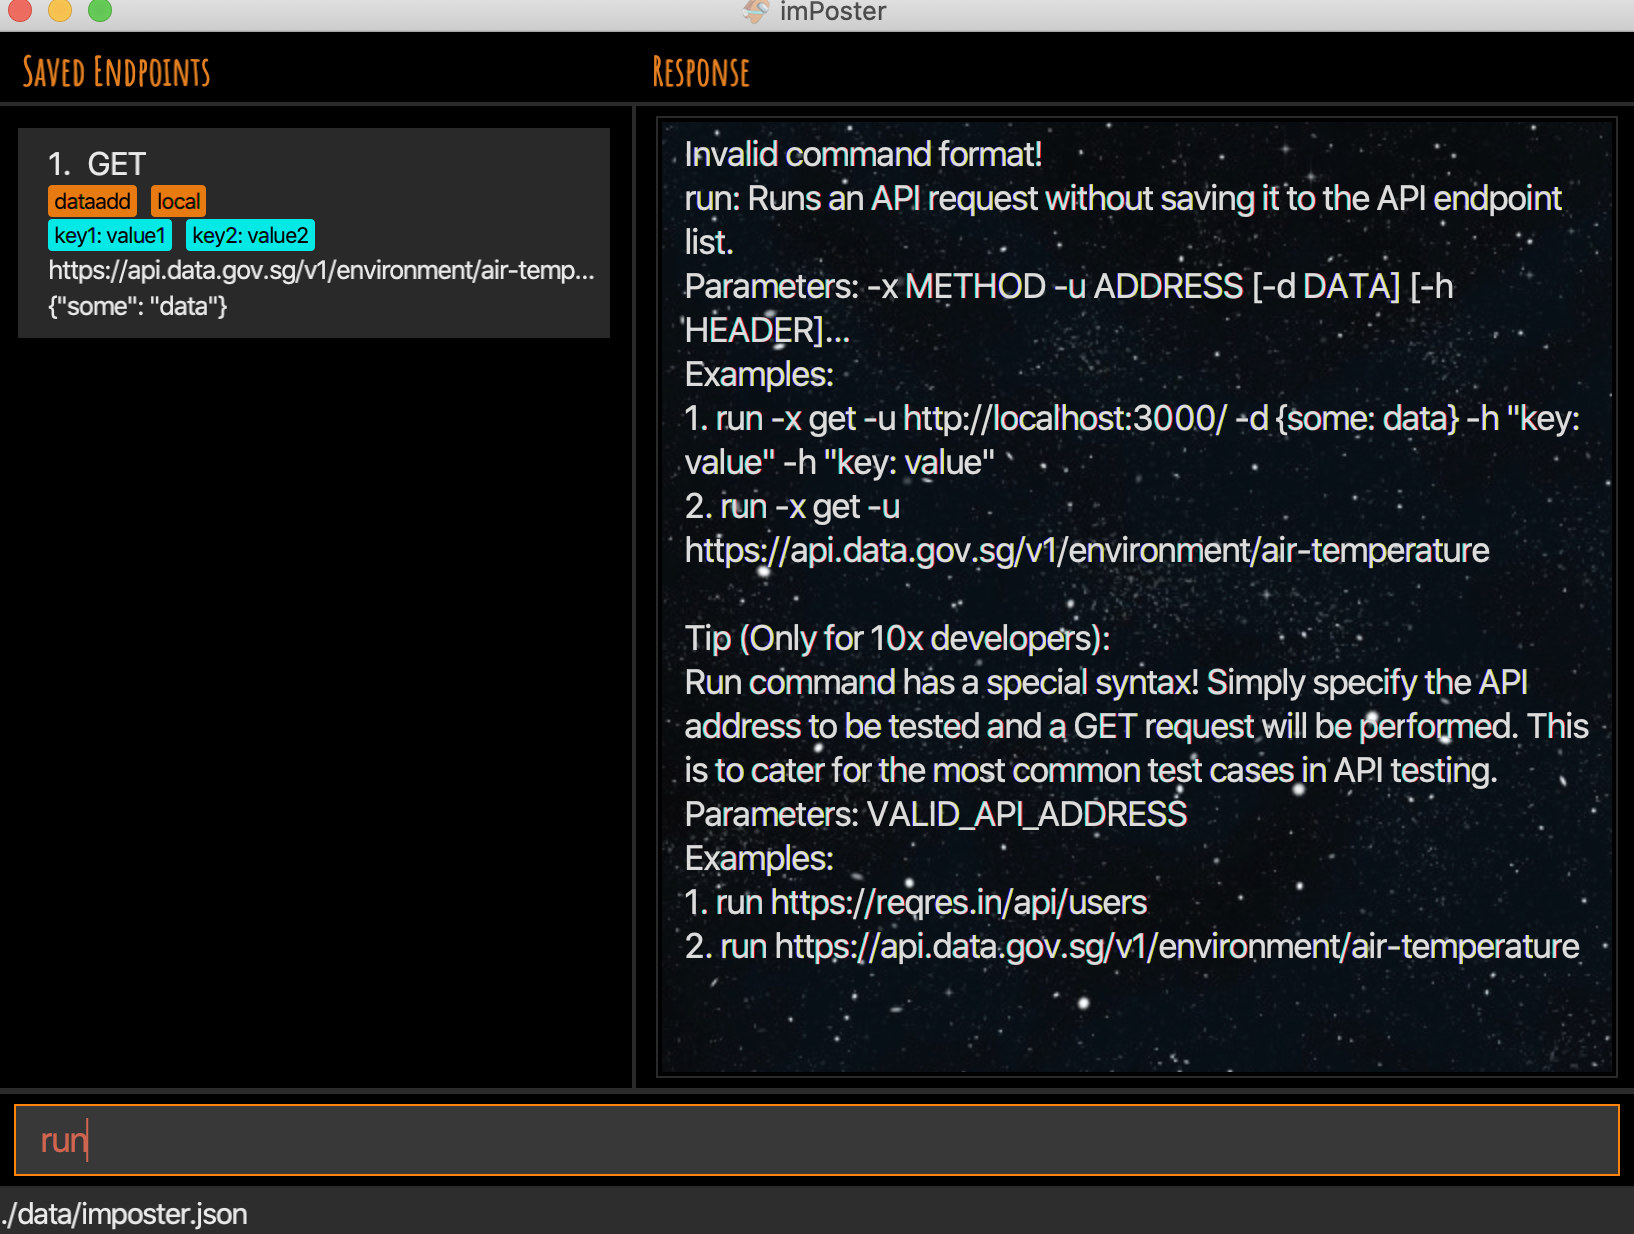 imPoster
Saved Endpoints
Response
1. GET
dataadd local
key1: value1 key2: value2
https://api.data.gov.sg/v1/environment/air-temp...
{"some": "data"}
Invalid command format!
run: Runs an API request without saving it to the API endpoint
list.
Parameters: -x METHOD -u ADDRESS [-d DATA] [-h
HEADER]...
Examples:
1. run -x get -u http://localhost:3000/ -d {some: data} -h "key:
value" -h "key: value"
2. run -x get -u
https://api.data.gov.sg/v1/environment/air-temperature
Tip (Only for 10x developers):
Run command has a special syntax! Simply specify the API
address to be tested and a GET request will be performed. This
is to cater for the most common test cases in API testing.
Parameters: VALID_API_ADDRESS
Examples:
1. run https://reqres.in/api/users
2. run https://api.data.gov.sg/v1/environment/air-temperature
run
./data/imposter.json